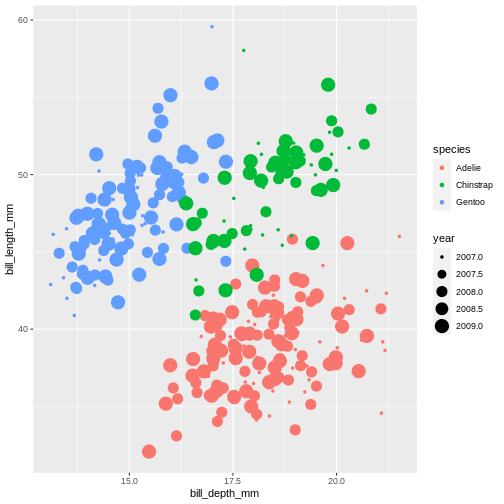 60
50
40
bill_length_mm
15.0
17.5
20.0
bill_depth_mm
species
Adelie
Chinstrap
Gentoo
year
2007.0
2007.5
2008.0
2008.5
2009.0